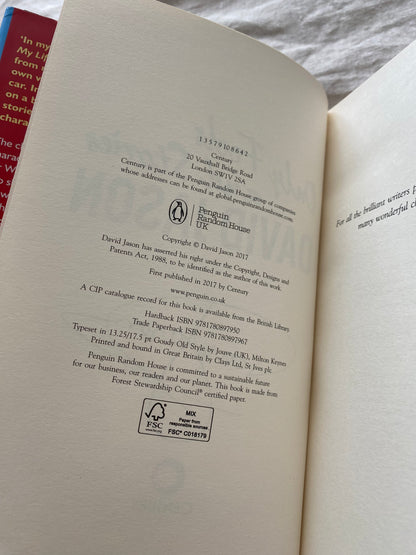 'In my
My Li
from s
own w
car. In
on a b
storie
chara
The c
arac
r W
p
to s
1 3 5 7 9 10 8 6 4 2
Century
20 Vauxhall Bridge Road
London SW1V 2SA
Century is part of the Penguin Random House group of companies
whose addresses can be found at global.penguinrandomhouse.com.
Penguin
Random House
UK
Copyright © David Jason 2017
David Jason has asserted his right under the Copyright, Designs and
Patents Act, 1988, to be identified as the author of this work.
First published in 2017 by Century
www.penguin.co.uk
A CIP catalogue record for this book is available from the British Library.
Hardback ISBN 9781780897950
Trade Paperback ISBN 9781780897967
Typeset in 13.25/17.5 pt Goudy Old Style by Jouve (UK), Milton Keynes
Printed and bound in Great Britain by Clays Ltd, St Ives plc
Penguin Random House is committed to a sustainable future
for our business, our readers and our planet. This book is made from
Forest Stewardship Council® certified paper.
FSC
www.fsc.org
MIX
Paper from
responsible sources
FSC® C018179
For all the brilliant writers
many wonderful c